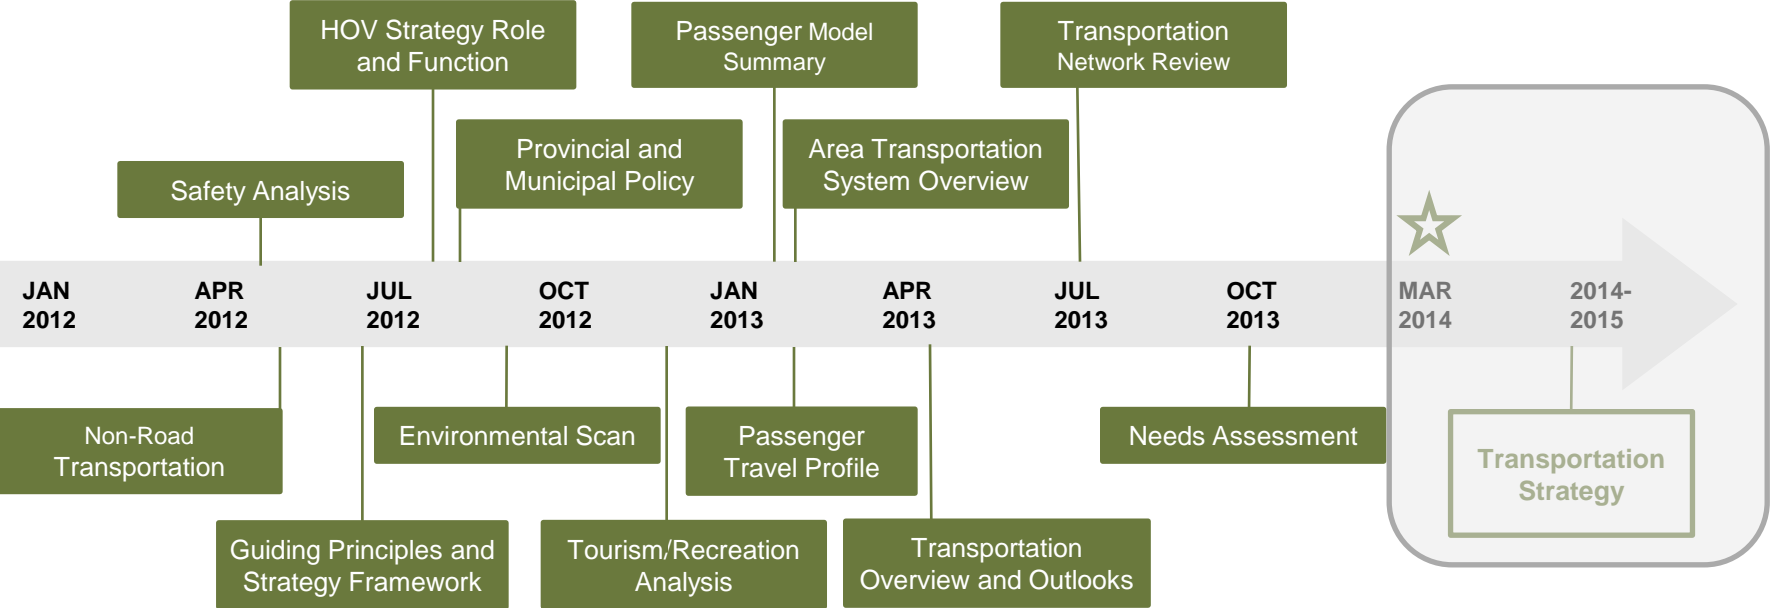 HOV Strategy Role
and Function
Passenger Model
Summary
Transportation
Network Review
Provincial and
Municipal Policy
Area Transportation
System Overview
Safety Analysis
JAN
2012
APR
2012
JUL
2012
OCT
2012
JAN
2013
APR
2013
JUL
2013
OCT
2013
MAR
2014
2014-
2015
Non-Road
Transportation
Environmental Scan
Passenger
Travel Profile
Needs Assessment
Transportation
Strategy
Guiding Principles and
Strategy Framework
Tourism/Recreation
Analysis
Transportation
Overview and Outlooks